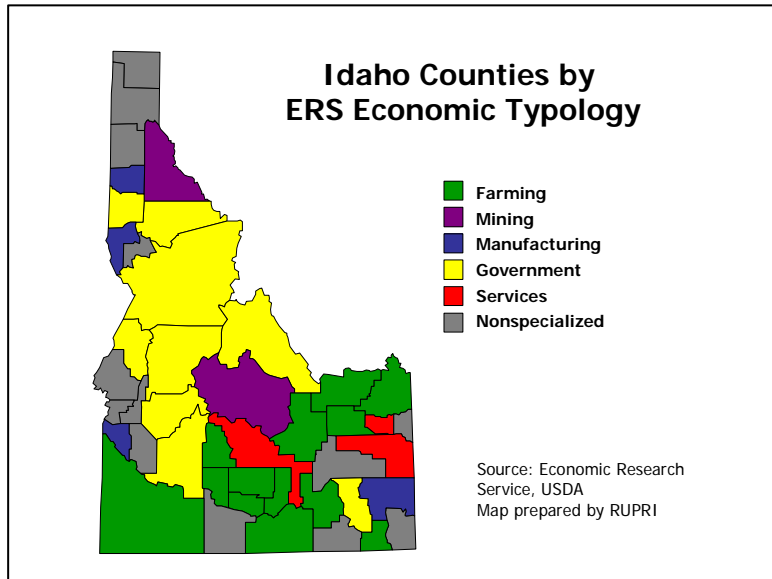 Idaho Counties by
ERS Economic Typology
Farming
Mining
Manufacturing
Government
Services
Nonspecialized
Source: Economic Research
Service, USDA
Map prepared by RUPRI